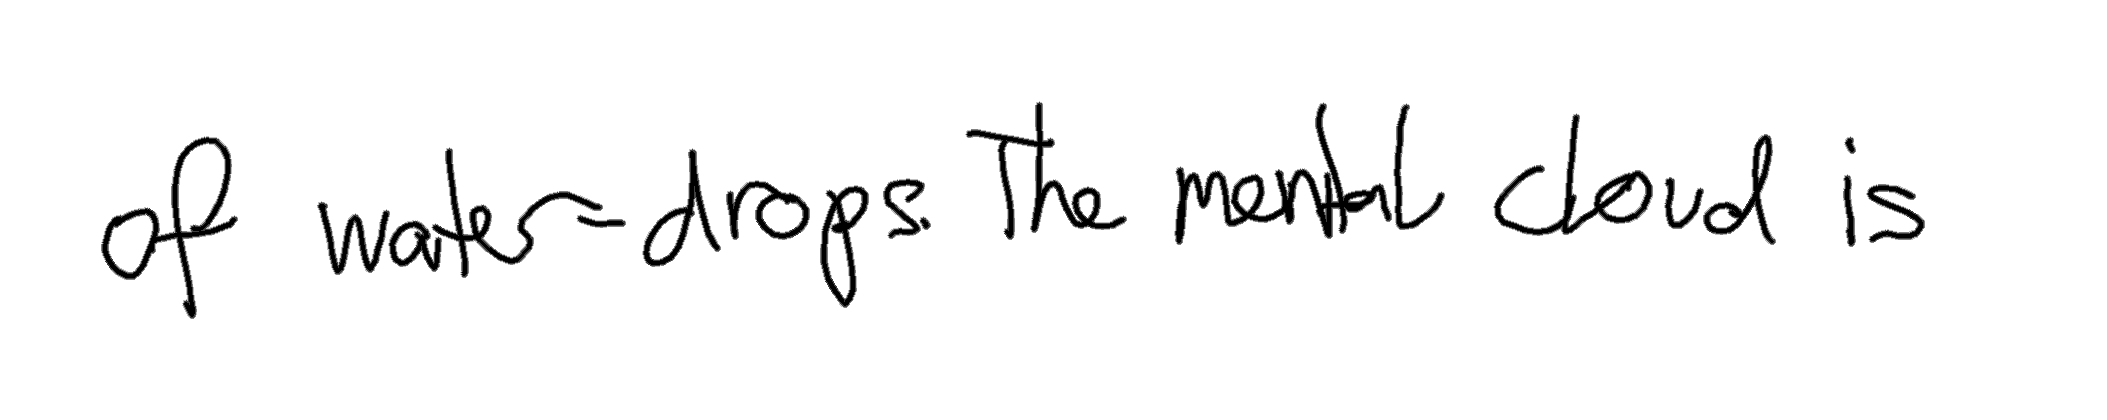 of water-drops. The mental cloud is